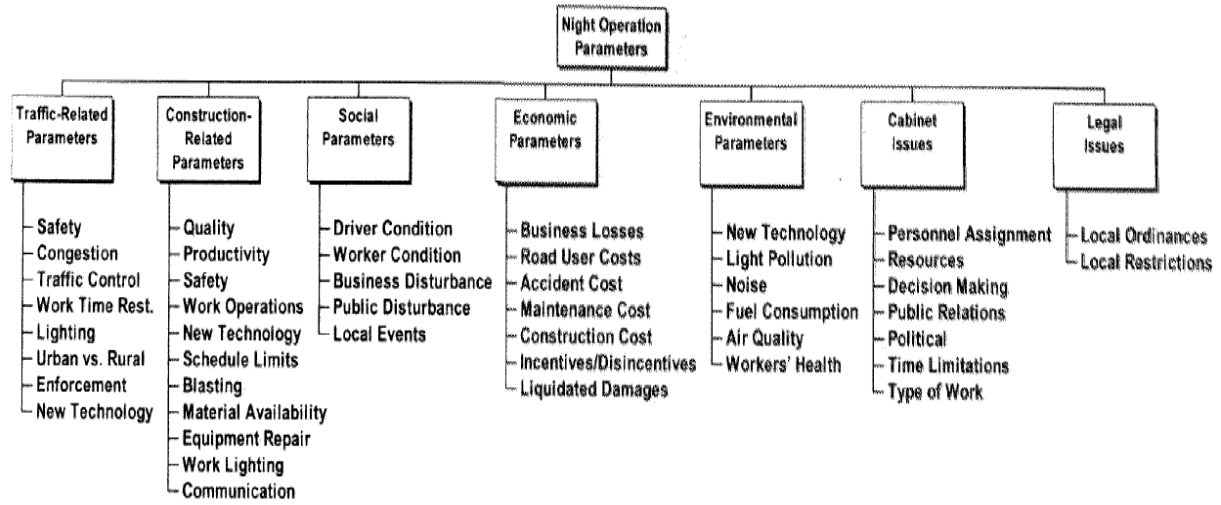 Night Operation
Parameters
Traffic-Related
Parameters
Construction-
Related
Parameters
Social
Parameters
Economic
Parameters
Environmental
Parameters
Cabinet
Issues
Legal
Issues
Safety
Congestion
Traffic Control
Work Time Rest.
Lighting
Urban vs. Rural
Enforcement
New Technology
Quality
Productivity
Safety
Work Operations
New Technology
Schedule Limits
Blasting
Material Availability
Equipment Repair
Work Lighting
Communication
Driver Condition
Worker Condition
Business Disturbance
Public Disturbance
Local Events
Business Losses
Road User Costs
Accident Cost
Maintenance Cost
Construction Cost
Incentives/Disincentives
Liquidated Damages
New Technology
Light Pollution
Noise
Fuel Consumption
Air Quality
Workers' Health
Personnel Assignment
Resources
Decision Making
Public Relations
Political
Time Limitations
Type of Work
Local Ordinances
Local Restrictions